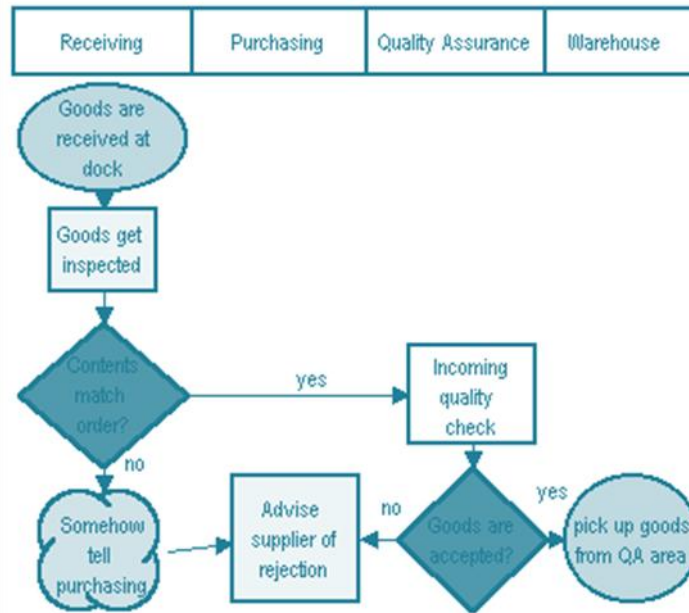 Receiving
Purchasing
Quality Assurance
Warehouse
Goods are
received at
dock
Goods get
inspected
Contents
match
order?
yes
Incoming
quality
check
no
Somehow
tell
purchasing
Advise
supplier of
rejection
no
Goods are
accepted?
yes
pick up goods
from QA area